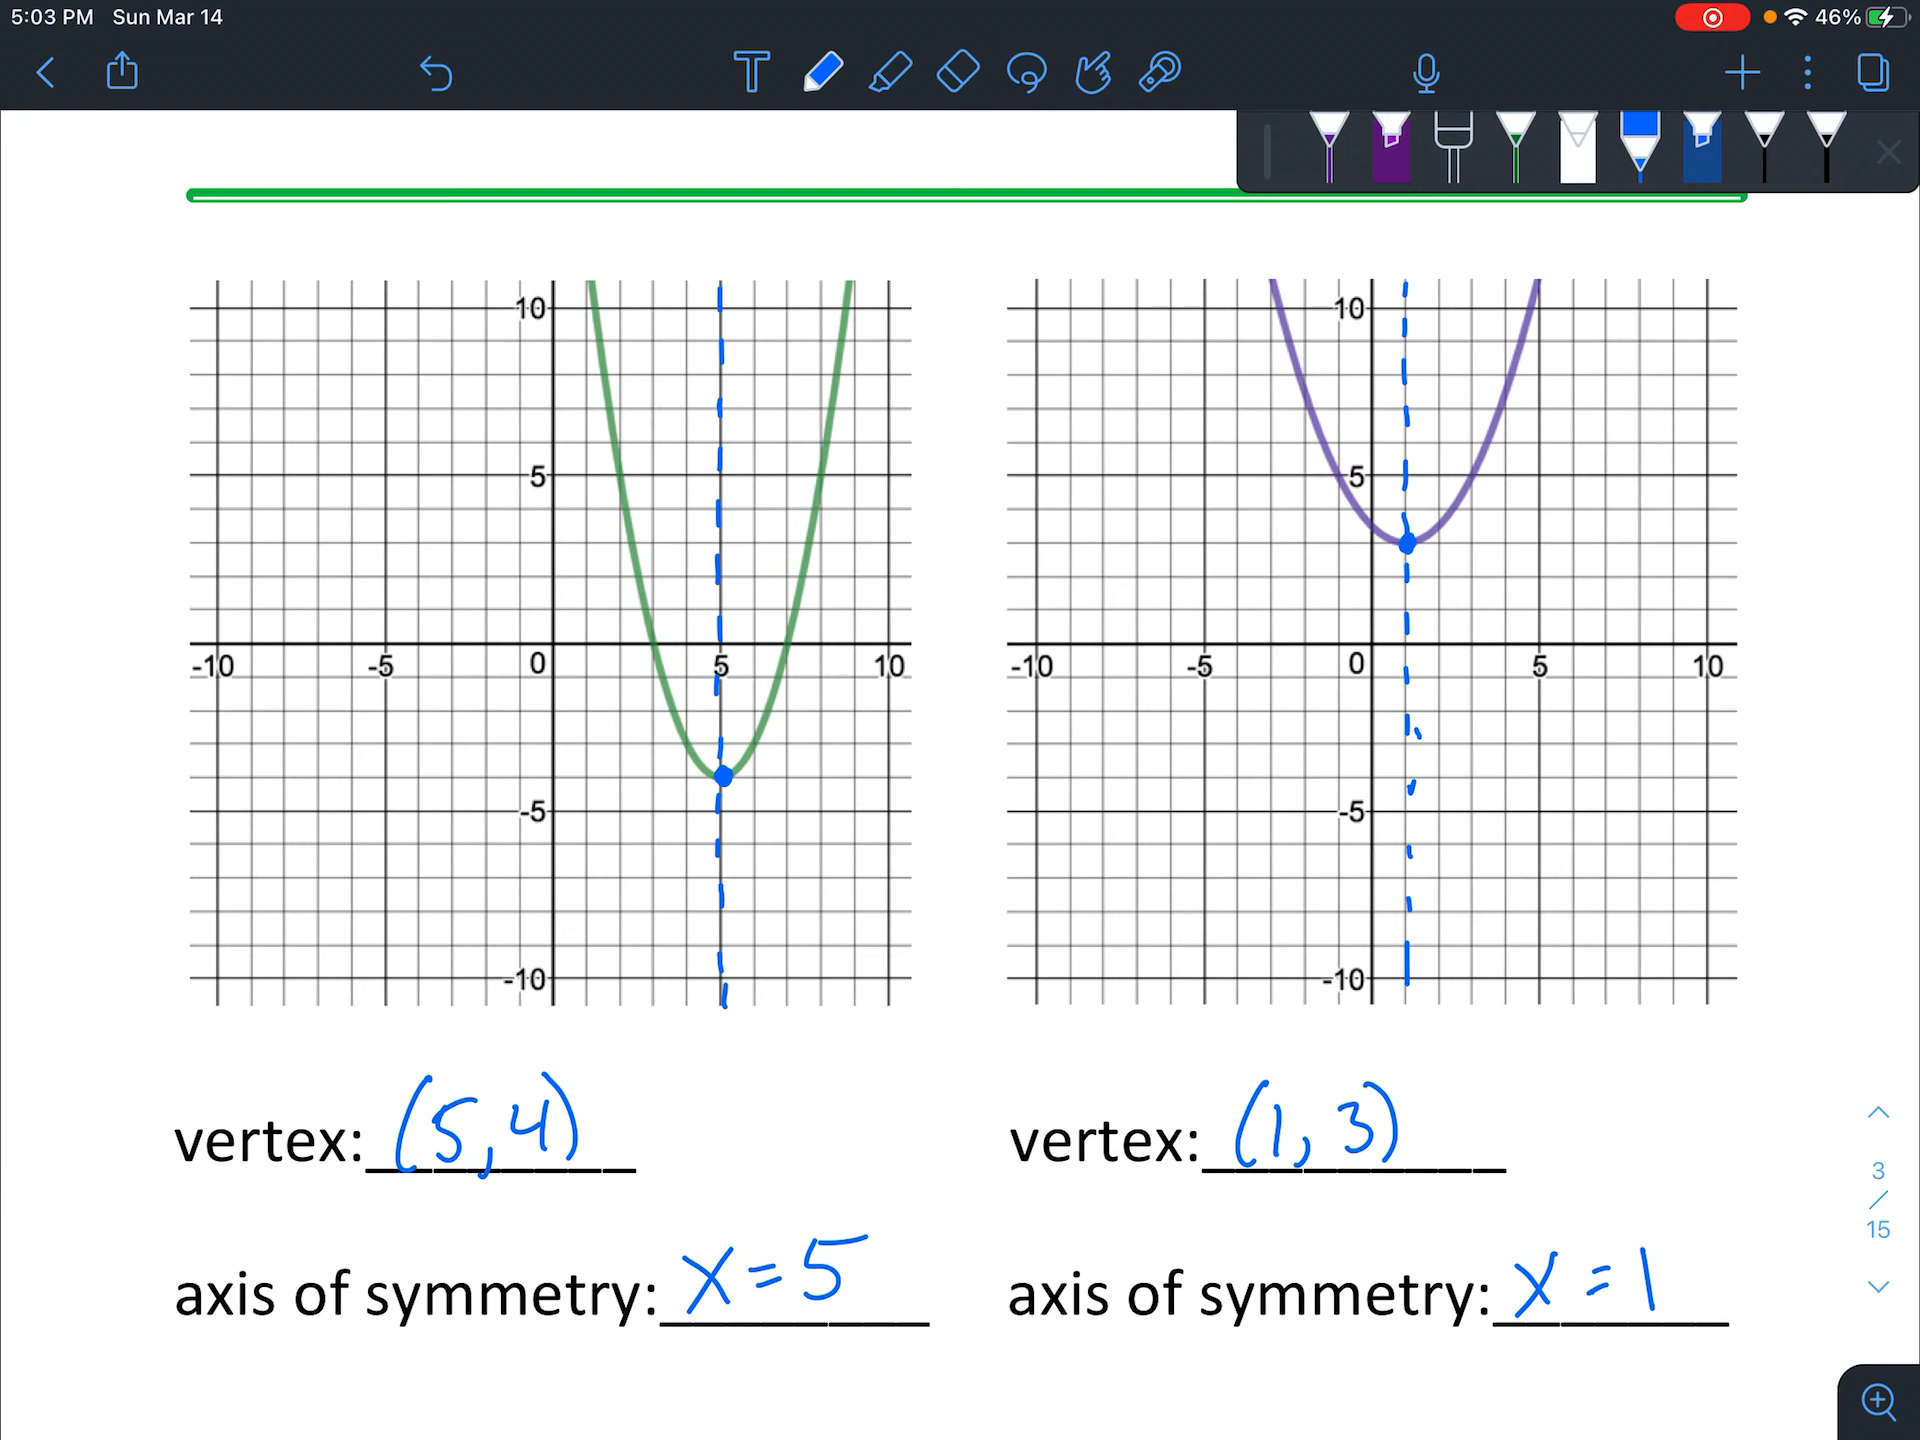 5:03 PM Sun Mar 14
46%
T
10
5
-10 -5 0 5 10
-5
-10
10
5
-10 -5 0 5 10
-5
-10
vertex: (5,4)
vertex: (1, 3)
axis of symmetry: x=5
axis of symmetry: x=1
3
/
15